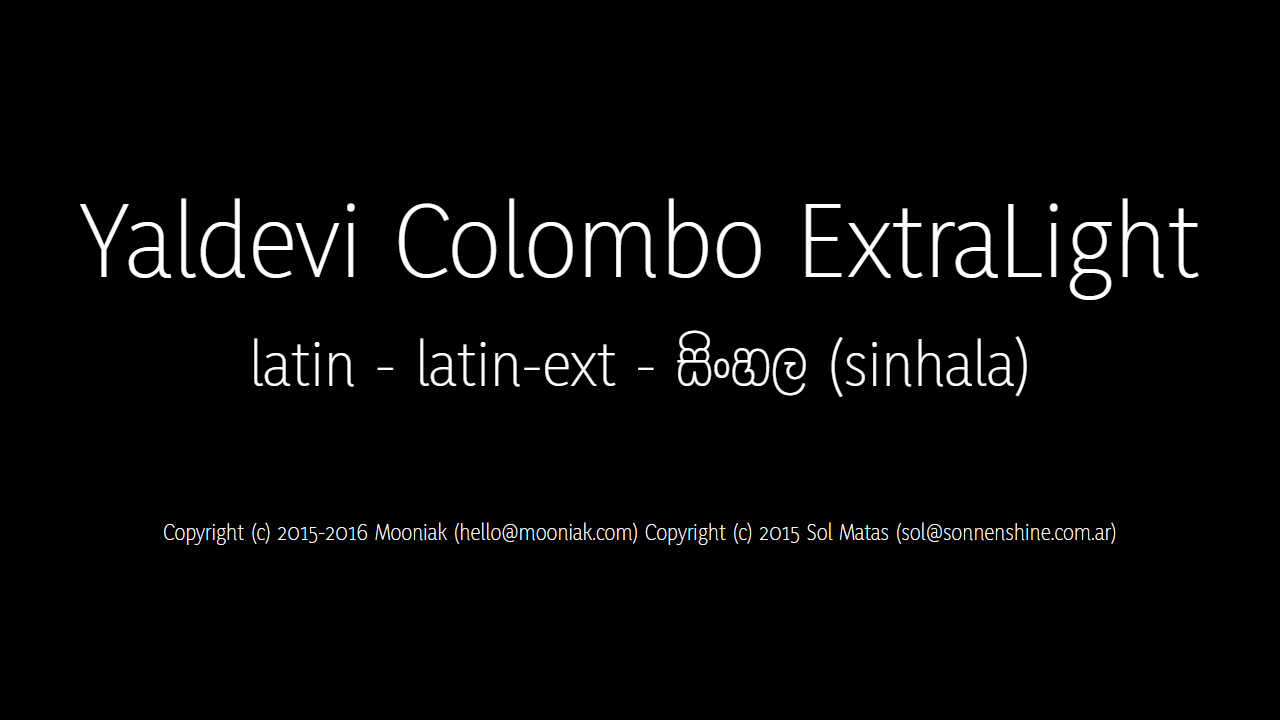 Yaldevi Colombo ExtraLight
latin - latin-ext - සිංහල (sinhala)
Copyright (c) 2015-2016 Mooniak (hello@mooniak.com) Copyright (c) 2015 Sol Matas (sol@sonnenshine.com.ar)